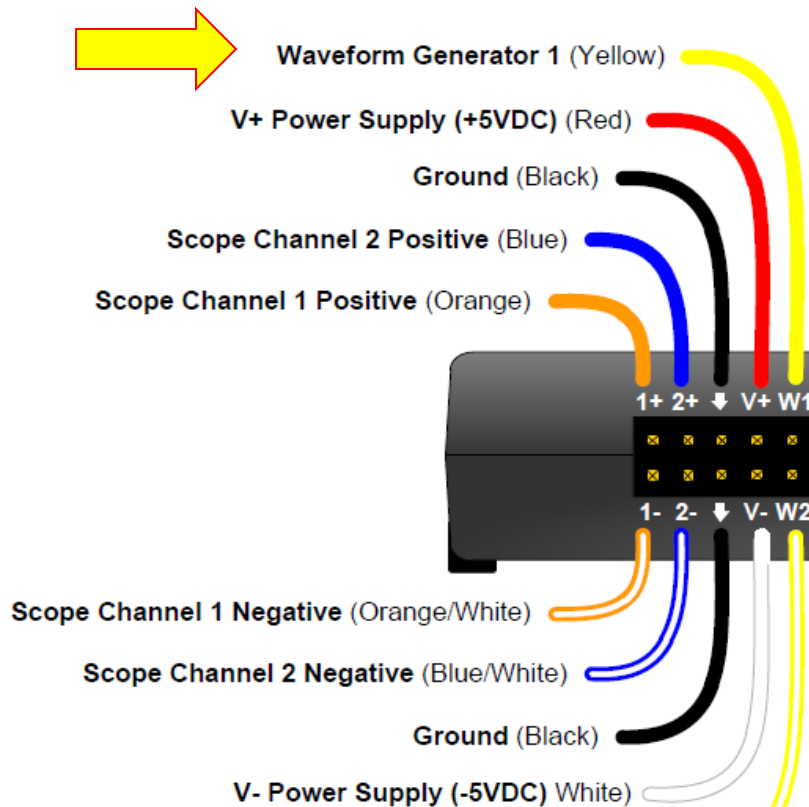 Waveform Generator 1 (Yellow)
V+ Power Supply (+5VDC) (Red)
Ground (Black)
Scope Channel 2 Positive (Blue)
Scope Channel 1 Positive (Orange)
1+ 2+ V+ W1
1- 2- V- W2
Scope Channel 1 Negative (Orange/White)
Scope Channel 2 Negative (Blue/White)
Ground (Black)
V- Power Supply (-5VDC) White)